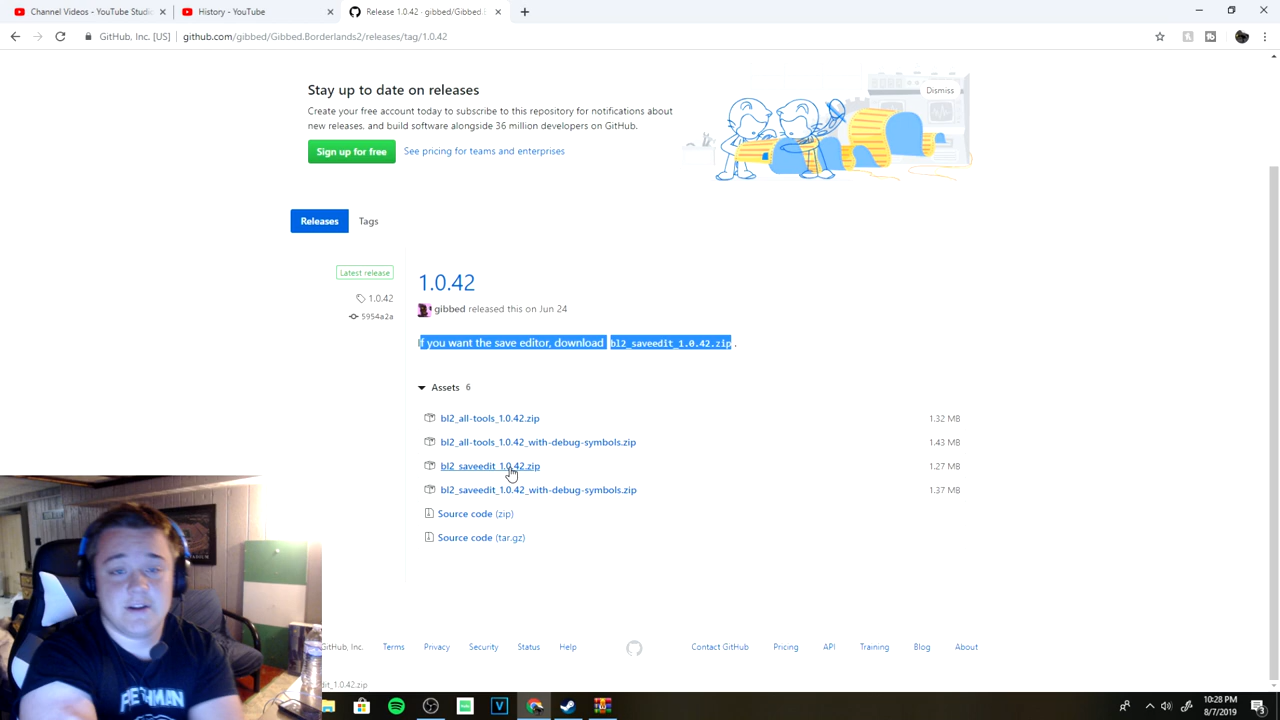 Channel Videos - YouTube Studio
History - YouTube
Release 1.0.42 · gibbed/Gibbed.B
GitHub, Inc. [US] | github.com/gibbed/Gibbed.Borderlands2/releases/tag/1.0.42
Stay up to date on releases
Dismiss
Create your free account today to subscribe to this repository for notifications about
new releases, and build software alongside 36 million developers on GitHub.
Sign up for free
See pricing for teams and enterprises
Releases
Tags
Latest release
1.0.42
1.0.42
gibbed released this on Jun 24
5954a2a
If you want the save editor, download bl2_saveedit_1.0.42.zip .
Assets 6
bl2_all-tools_1.0.42.zip
1.32 MB
bl2_all-tools_1.0.42_with-debug-symbols.zip
1.43 MB
bl2_saveedit_1.0.42.zip
1.27 MB
bl2_saveedit_1.0.42_with-debug-symbols.zip
1.37 MB
Source code (zip)
Source code (tar.gz)
GitHub, Inc.
Terms
Privacy
Security
Status
Help
Contact GitHub
Pricing
API
Training
Blog
About
dit_1.0.42.zip
10:28 PM
8/7/2019
3